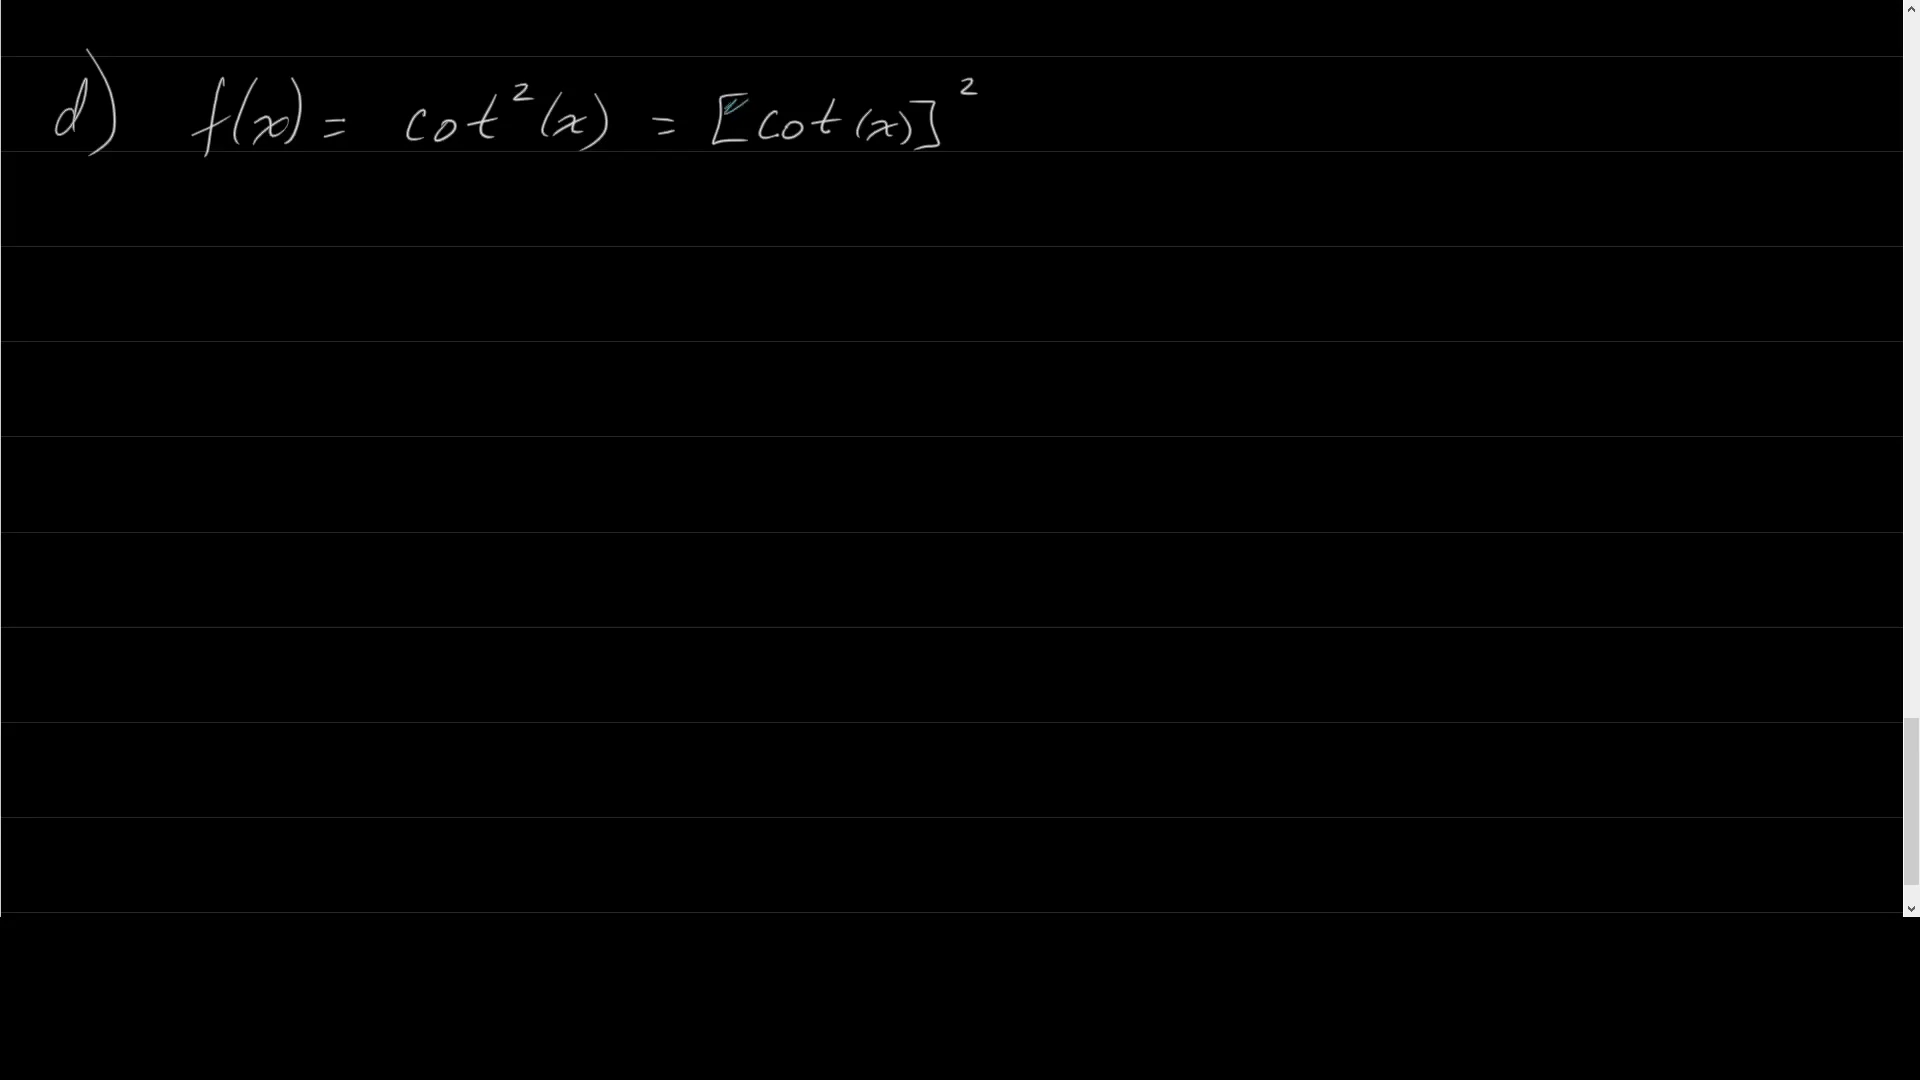 d) f(x) = cot²(x) = [cot(x)]²